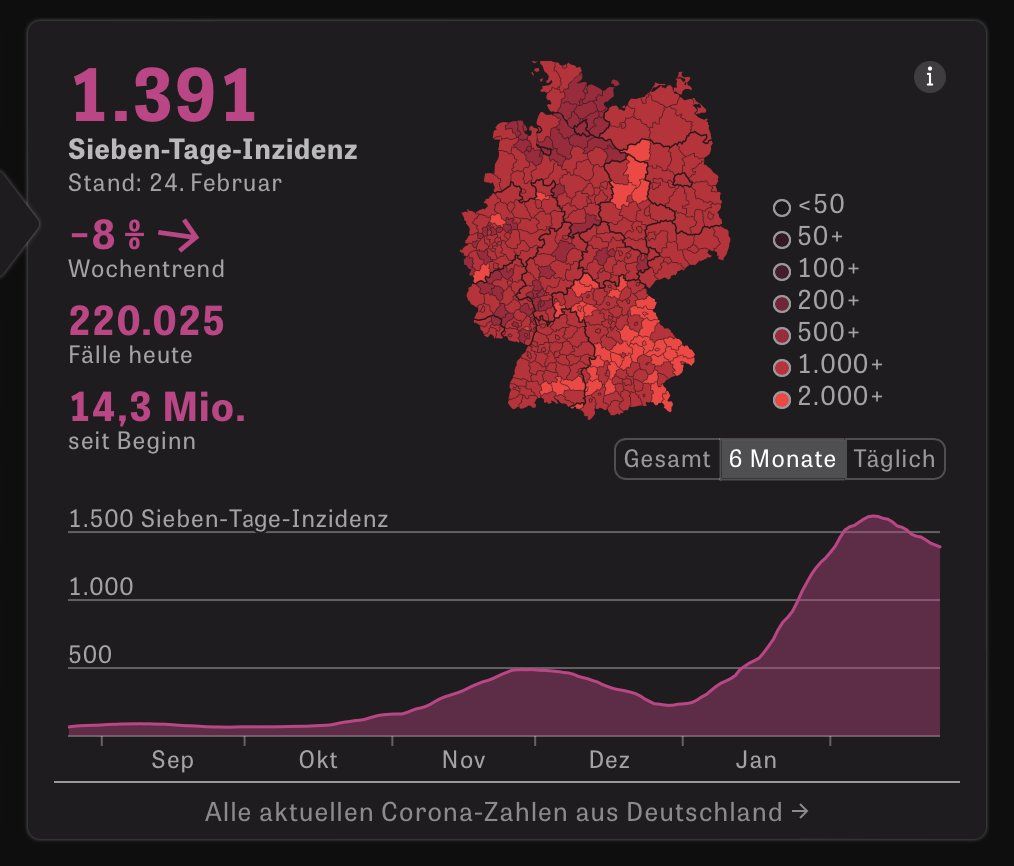 1.391
Sieben-Tage-Inzidenz
Stand: 24. Februar
-8 % →
Wochentrend
220.025
Fälle heute
14,3 Mio.
seit Beginn
i
<50
50+
100+
200+
500+
1.000+
2.000+
Gesamt 6 Monate Täglich
1.500 Sieben-Tage-Inzidenz
1.000
500
Sep Okt Nov Dez Jan
Alle aktuellen Corona-Zahlen aus Deutschland →